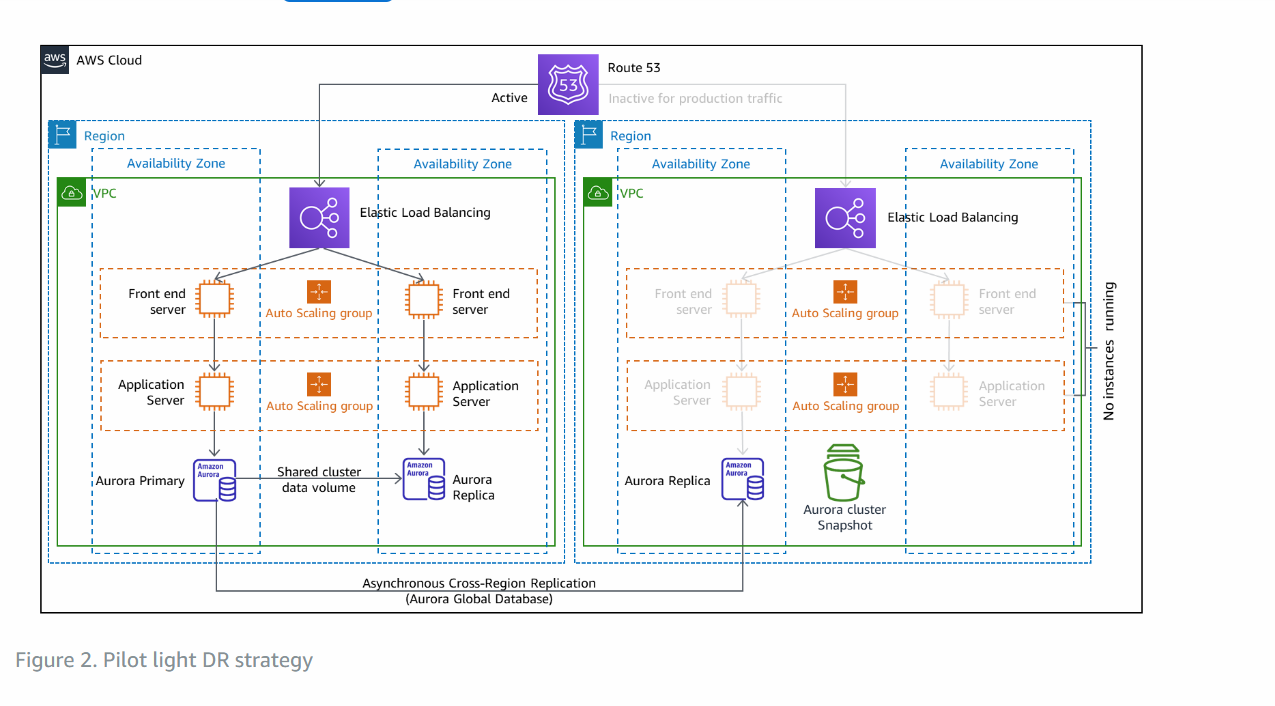 aws
AWS Cloud
53
Route 53
Active
Inactive for production traffic
Region
Availability Zone
Availability Zone
VPC
Elastic Load Balancing
Front end
server
Auto Scaling group
Front end
server
Application
Server
Auto Scaling group
Application
Server
Aurora Primary
Amazon
Aurora
Shared cluster
data volume
Amazon
Aurora
Aurora
Replica
Region
Availability Zone
Availability Zone
VPC
Elastic Load Balancing
Front end
server
Auto Scaling group
Front end
server
Application
Server
Auto Scaling group
Application
Server
No instances running
Aurora Replica
Amazon
Aurora
Aurora cluster
Snapshot
Asynchronous Cross-Region Replication
(Aurora Global Database)
Figure 2. Pilot light DR strategy